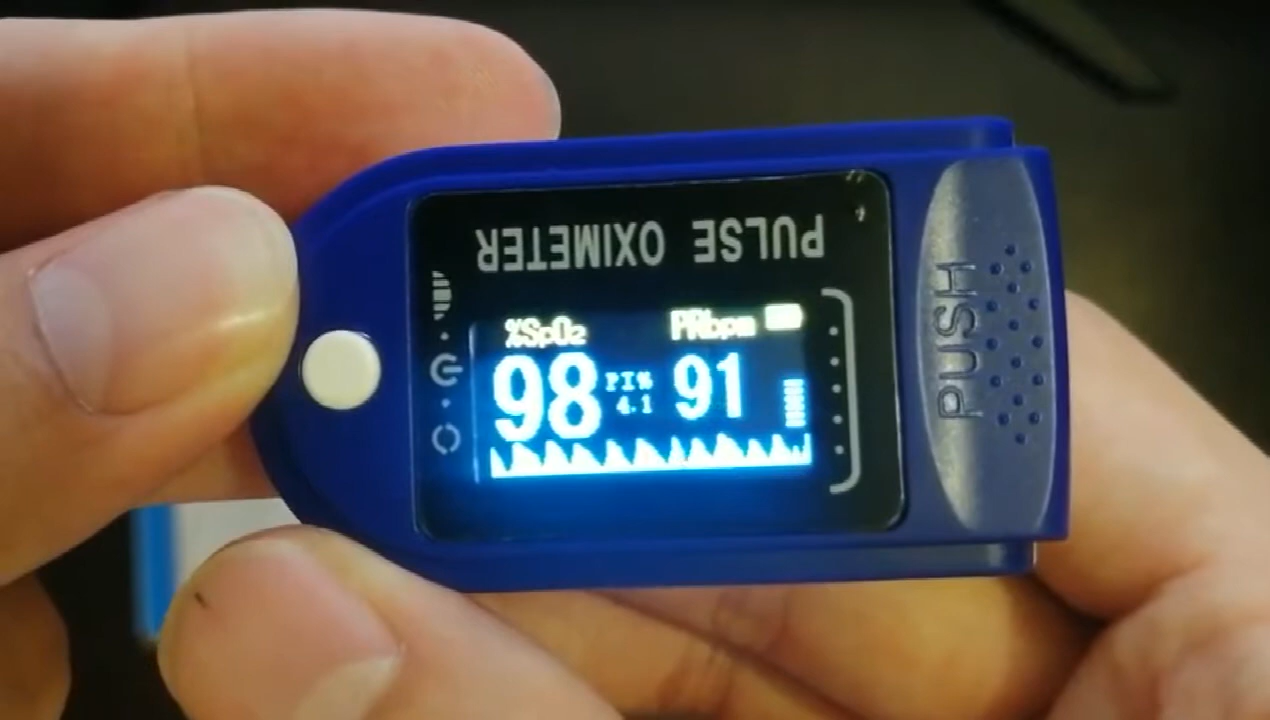 PULSE OXIMETER
%SpO₂ PRbpm
98 PI% 91
4.1
PUSH